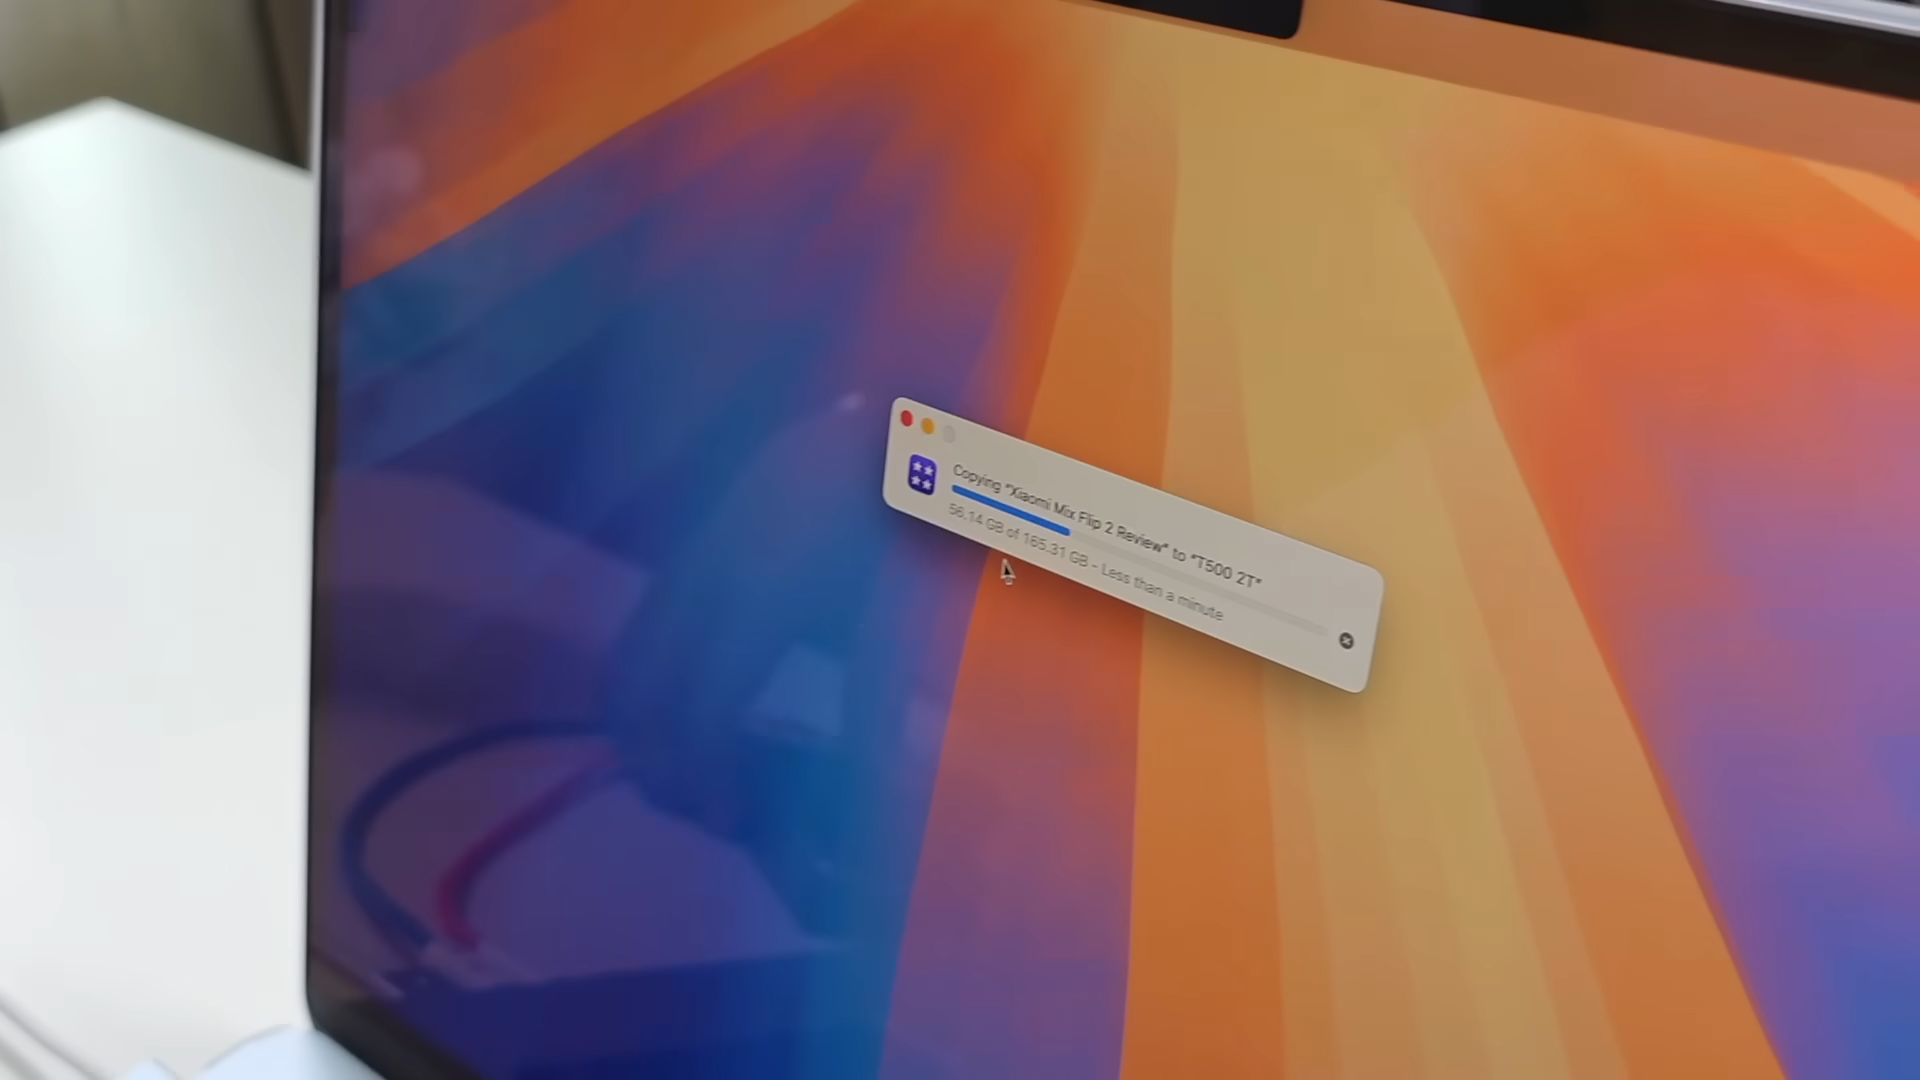 Copying "Xiaomi Mix Flip 2 Review" to "T500 2T"
56.14 GB of 165.31 GB - Less than a minute